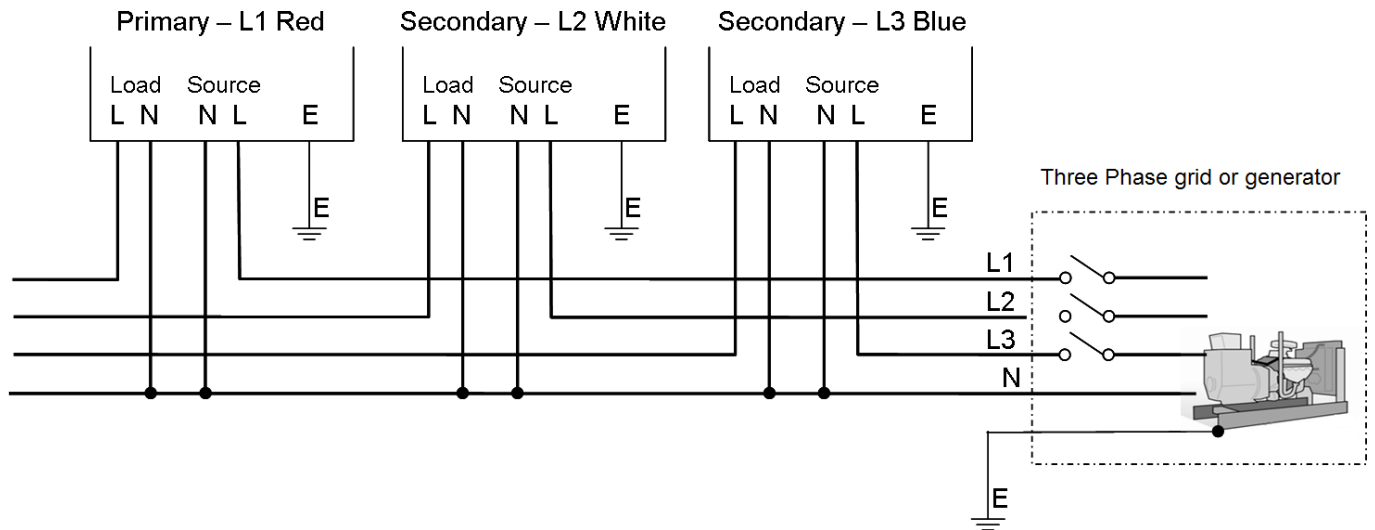 Primary – L1 Red
Secondary – L2 White
Secondary – L3 Blue
Load Source
L N N L E
Load Source
L N N L E
Load Source
L N N L E
E
E
E
Three Phase grid or generator
L1
L2
L3
N
E